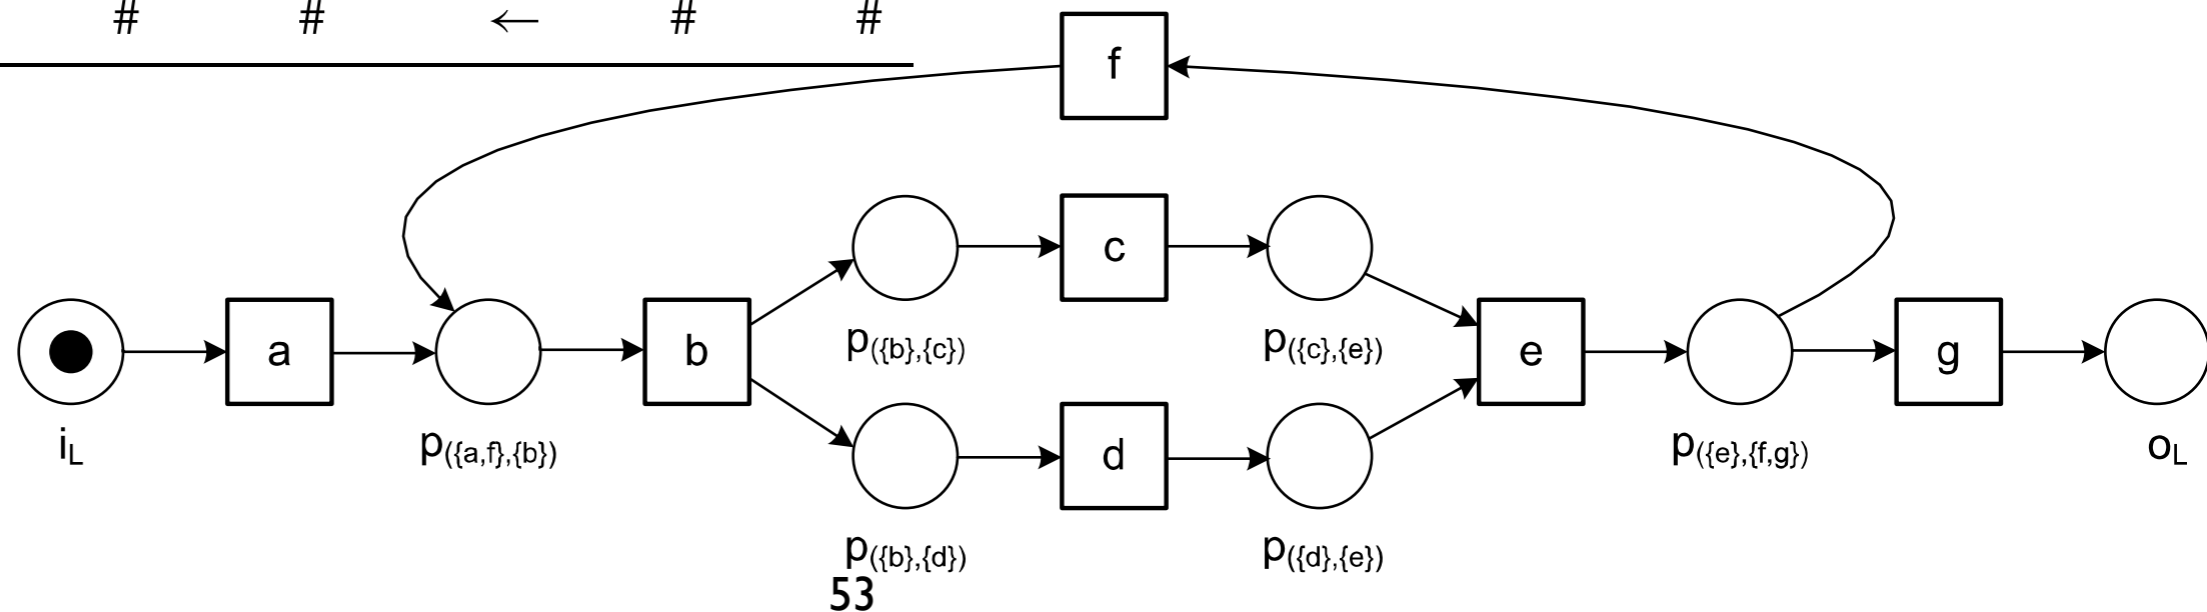 # # ← # #
f
c
a b e g
p({b},{c}) p({c},{e})
d
iL p({a,f},{b}) p({e},{f,g}) oL
p({b},{d}) p({d},{e})
53